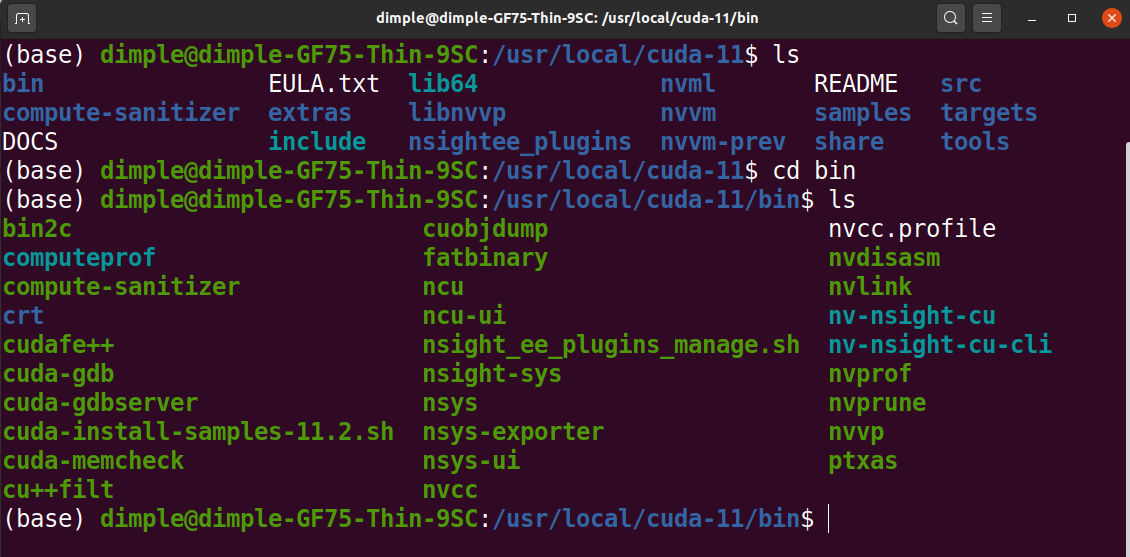 dimple@dimple-GF75-Thin-9SC: /usr/local/cuda-11/bin
(base) dimple@dimple-GF75-Thin-9SC:/usr/local/cuda-11$ ls
bin EULA.txt lib64 nvml README src
compute-sanitizer extras libnvvp nvvm samples targets
DOCS include nsightee_plugins nvvm-prev share tools
(base) dimple@dimple-GF75-Thin-9SC:/usr/local/cuda-11$ cd bin
(base) dimple@dimple-GF75-Thin-9SC:/usr/local/cuda-11/bin$ ls
bin2c cuobjdump nvcc.profile
computeprof fatbinary nvdisasm
compute-sanitizer ncu nvlink
crt ncu-ui nv-nsight-cu
cudafe++ nsight_ee_plugins_manage.sh nv-nsight-cu-cli
cuda-gdb nsight-sys nvprof
cuda-gdbserver nsys nvprune
cuda-install-samples-11.2.sh nsys-exporter nvvp
cuda-memcheck nsys-ui ptxas
cu++filt nvcc
(base) dimple@dimple-GF75-Thin-9SC:/usr/local/cuda-11/bin$